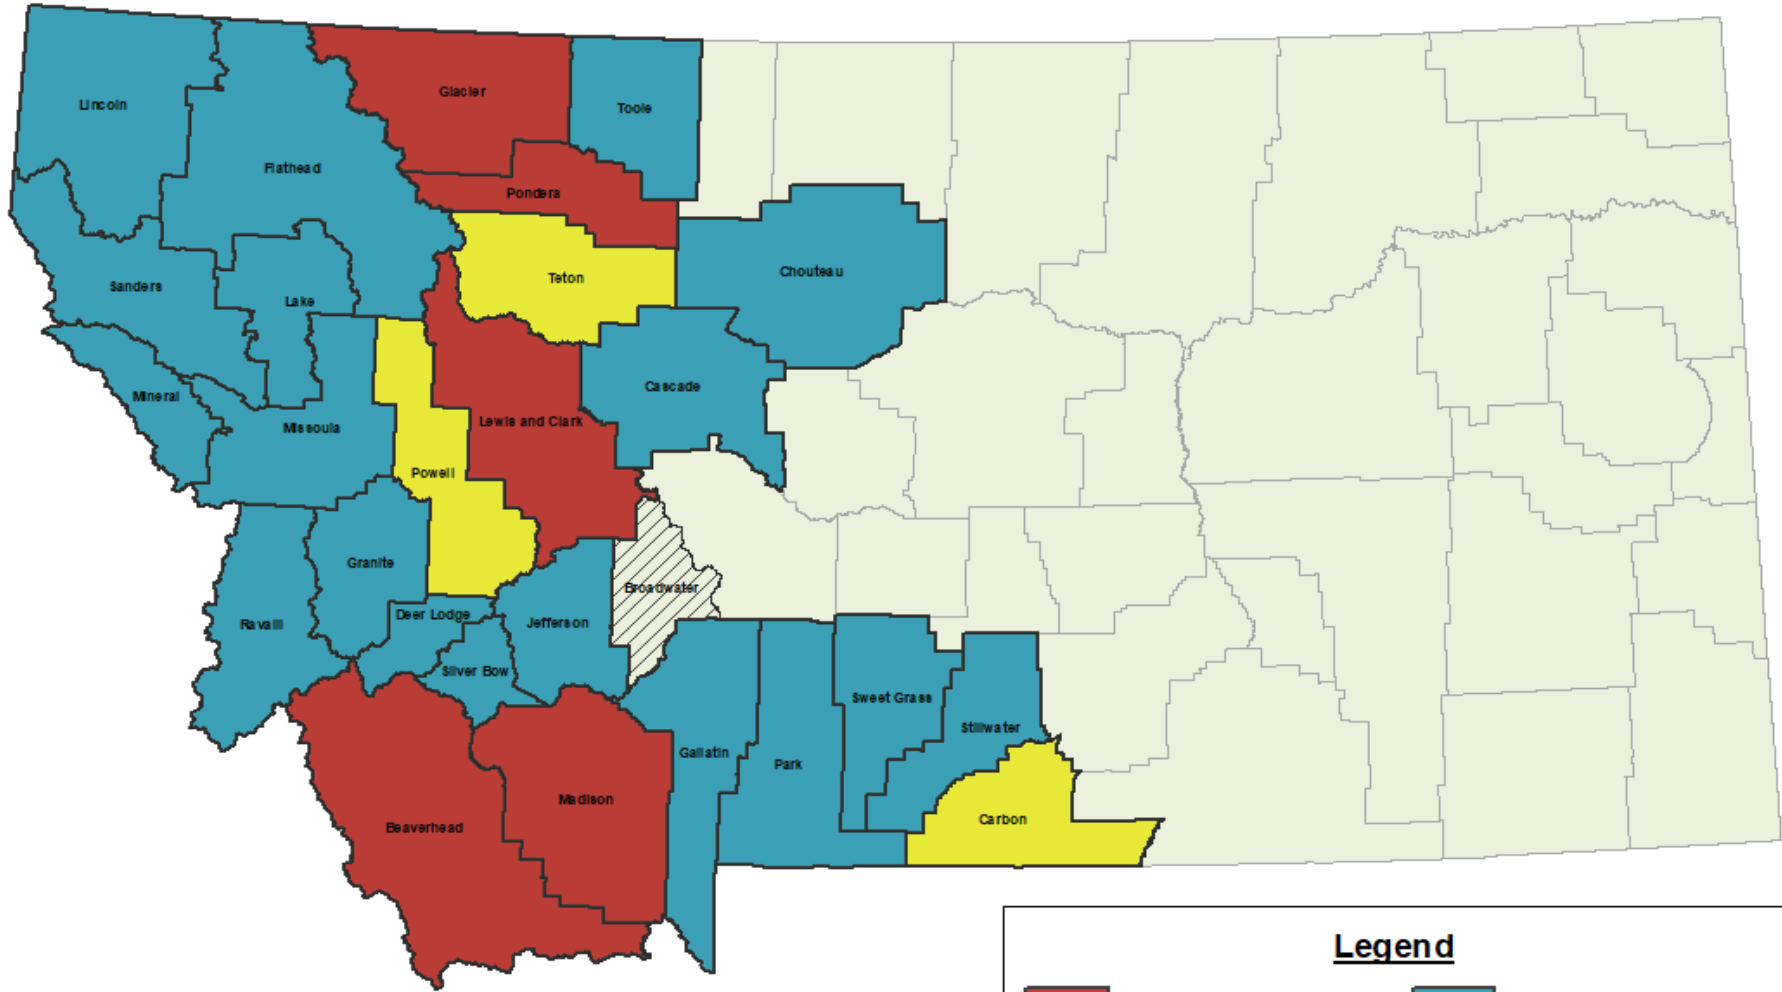 Glacier
Lincoln
Toole
Flathead
Pondera
Chouteau
Teton
Sanders
Lake
Cascade
Mineral
Lewis and Clark
Missoula
Powell
Granite
Broadwater
Deer Lodge
Jefferson
Ravalli
Silver Bow
Sweet Grass
Stillwater
Gallatin
Park
Madison
Carbon
Beaverhead
Legend